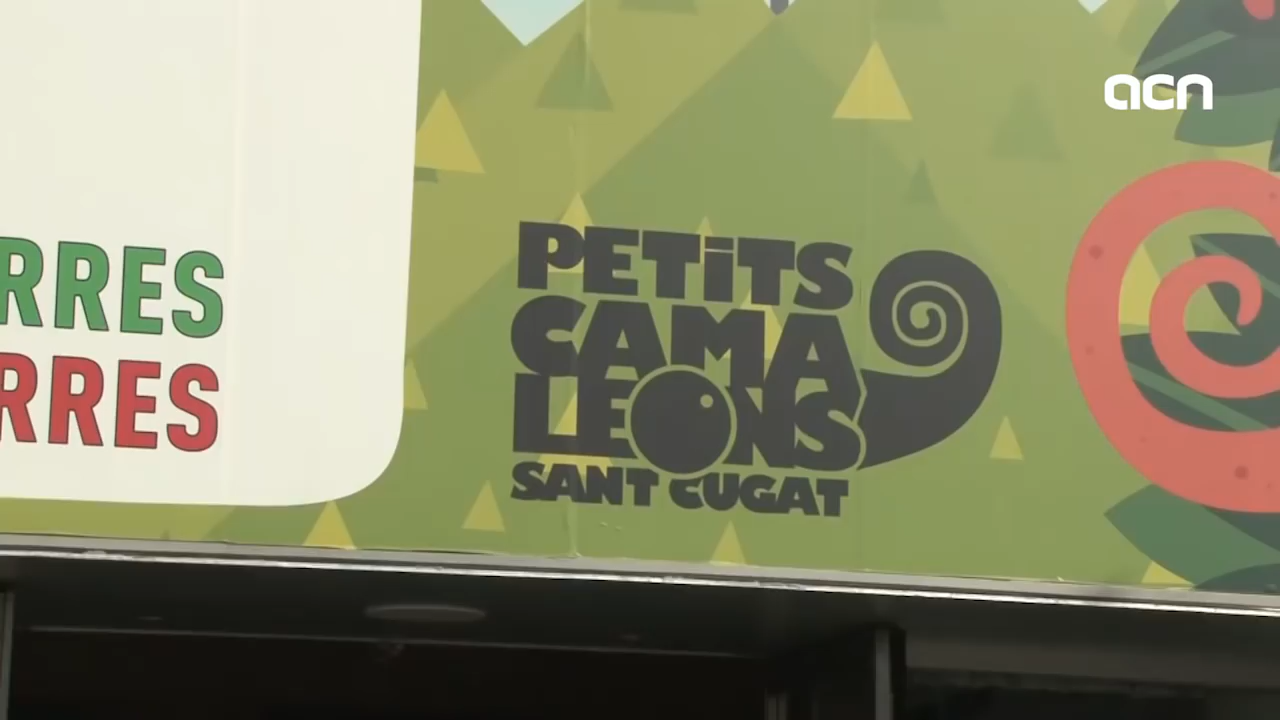 acn
RRES
RRES
PETiTS
CAMA
LEONS
SANT CUGAT